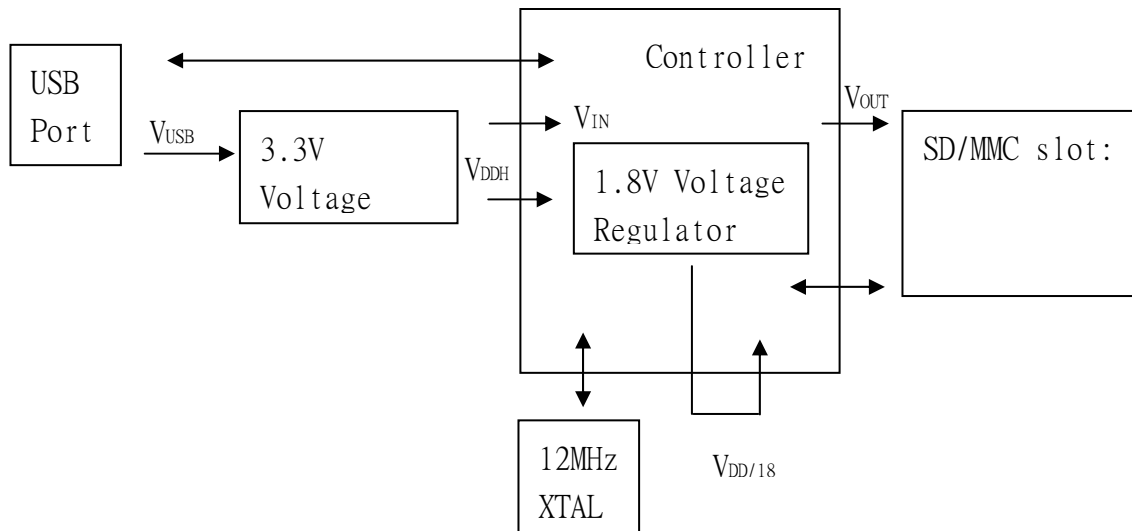 Controller
USB
Port
VUSB
3.3V
Voltage
VDDH
VIN
1.8V Voltage
Regulator
VOUT
SD/MMC slot:
12MHz
XTAL
VDD/18